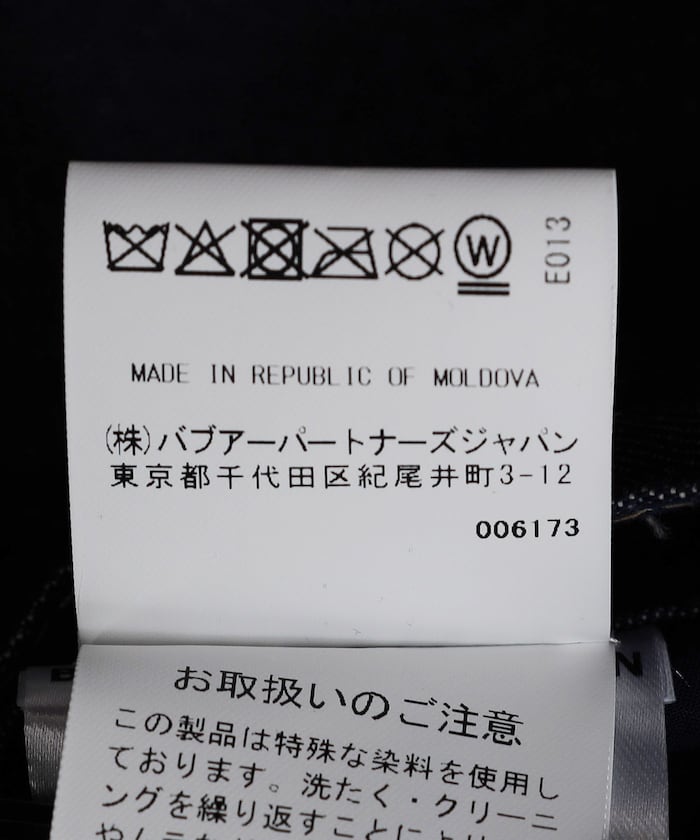 W
E013
MADE IN REPUBLIC OF MOLDOVA
(株)バブアーパートナーズジャパン
東京都千代田区紀尾井町3-12
006173
お取扱いのご注意
この製品は特殊な染料を使用し
ております。洗たく・クリーニ
ングを繰り返すことにより